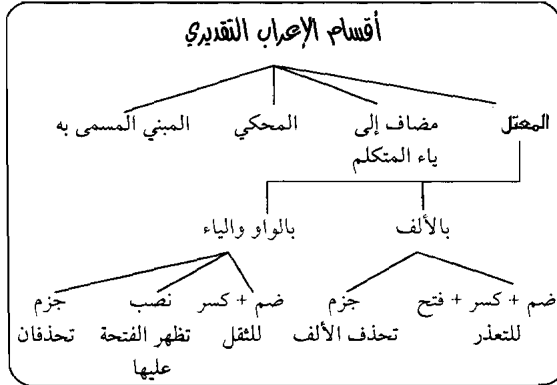 أقسام الإعراب التقديري
المعتل مضاف إلى المحكي المبني المسمى به
ياء المتكلم
بالألف بالواو والياء
ضم + كسر + فتح جزم ضم + كسر نصب جزم
للتعذر تحذف الألف للثقل تظهر الفتحة تحذفان
عليها